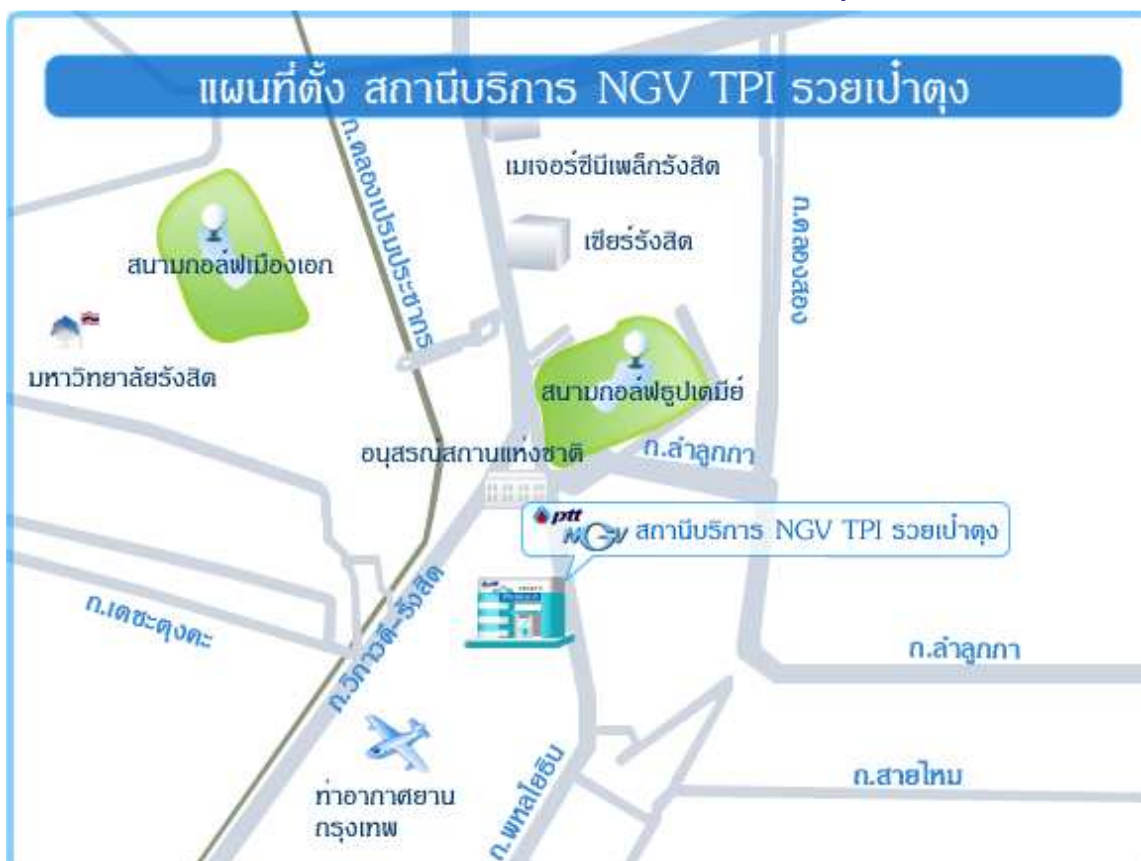 แผนที่ตั้ง สถานีบริการ NGV TPI รวยเป๋าตุง
ถ.คลองเปรมประชากร
เมเจอร์ซีนีเพล็กรังสิต
ถ.คลองสอง
เซียร์รังสิต
สนามกอล์ฟเมืองเอก
มหาวิทยาลัยรังสิต
สนามกอล์ฟธูปเตมีย์
อนุสรณ์สถานแห่งชาติ
ถ.ลำลูกกา
ptt
NGV สถานีบริการ NGV TPI รวยเป๋าตุง
ถ.เดชะตุงคะ
ถ.วิภาวดี-รังสิต
ถ.ลำลูกกา
ถ.สายไหม
ท่าอากาศยาน
กรุงเทพ
ถ.พหลโยธิน